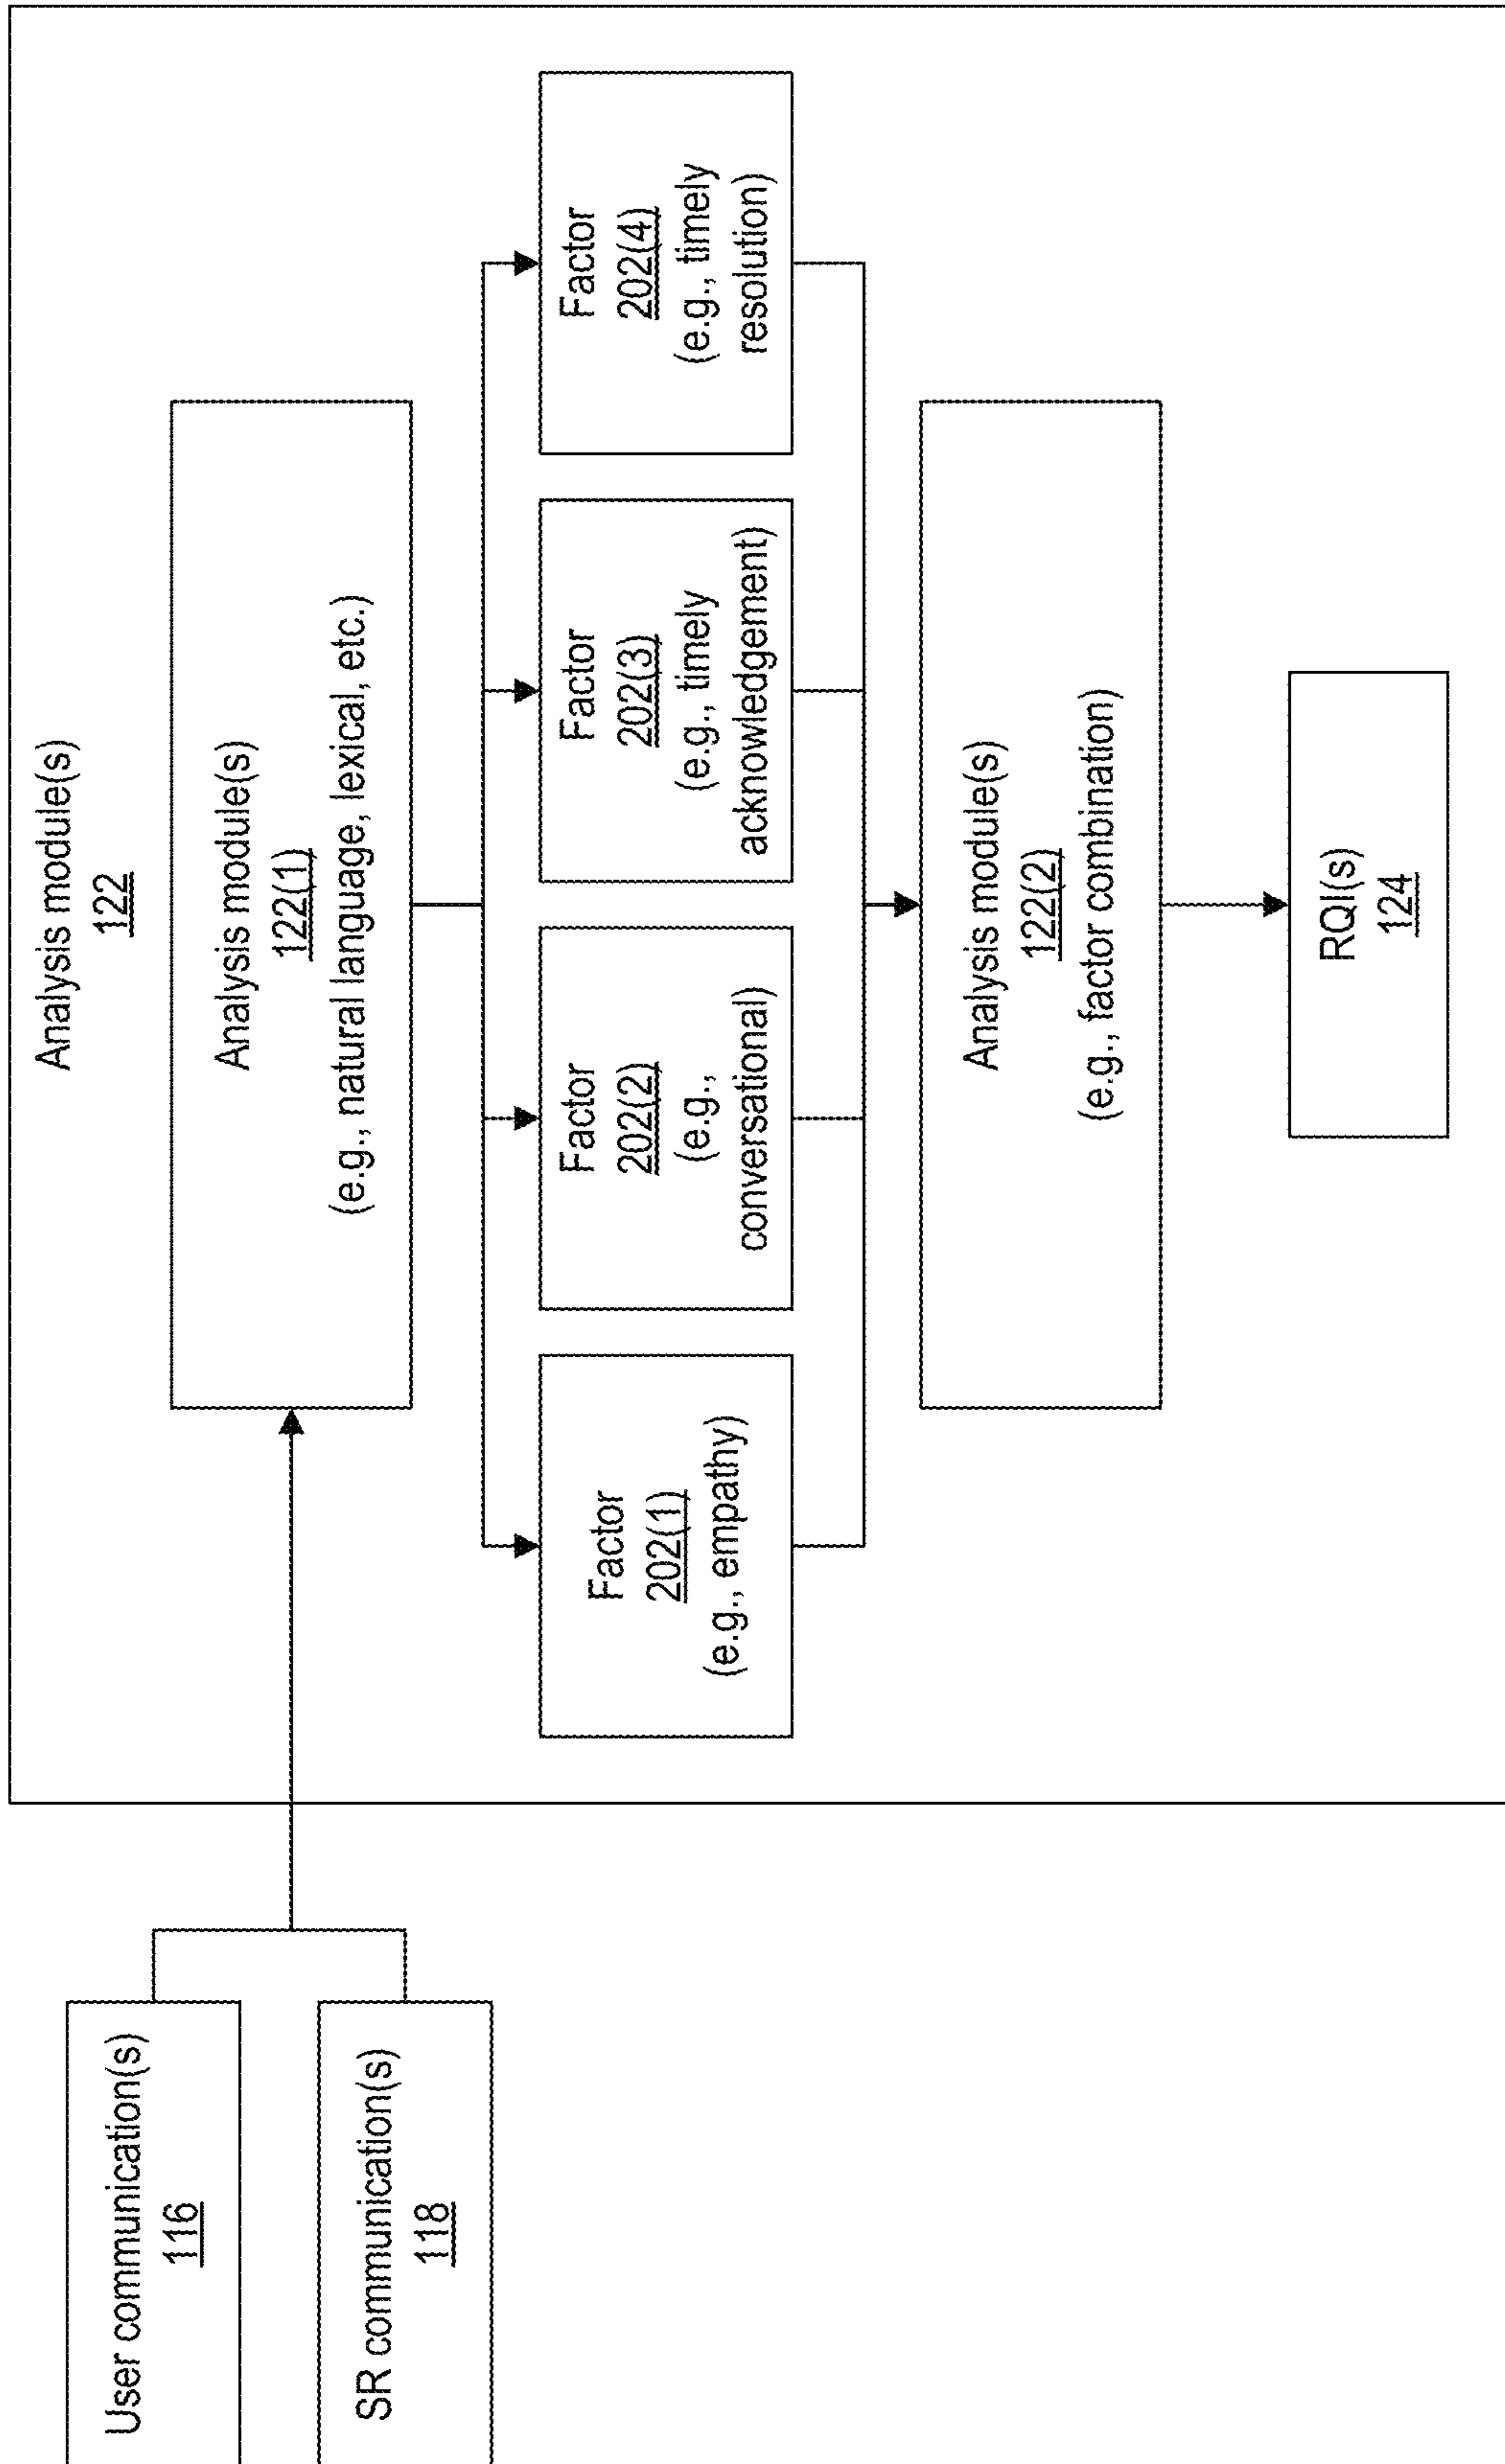 User communication(s)
116
SR communication(s)
118
Analysis module(s)
122
Analysis module(s)
122(1)
(e.g., natural language, lexical, etc.)
Factor
202(1)
(e.g., empathy)
Factor
202(2)
(e.g.,
conversational)
Factor
202(3)
(e.g., timely
acknowledgement)
Factor
202(4)
(e.g., timely
resolution)
Analysis module(s)
122(2)
(e.g., factor combination)
RQI(s)
124